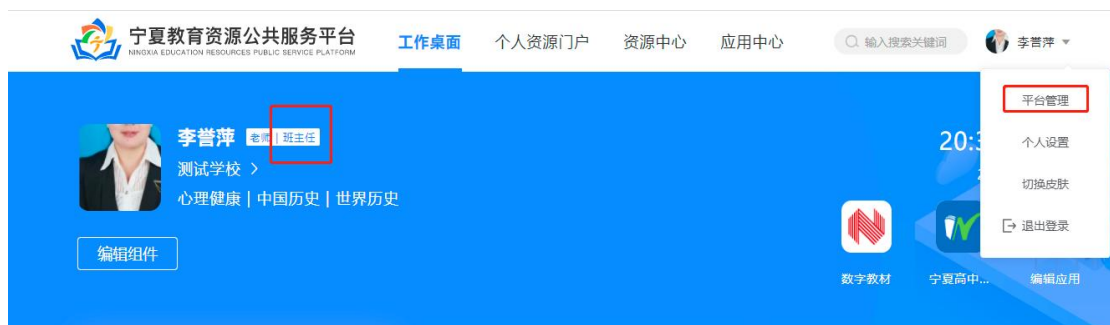 宁夏教育资源公共服务平台
NINGXIA EDUCATION RESOURCES PUBLIC SERVICE PLATFORM
工作桌面 个人资源门户 资源中心 应用中心
输入搜索关键词
李誉萍
平台管理
个人设置
切换皮肤
退出登录
李誉萍 老师 | 班主任
测试学校 >
心理健康 | 中国历史 | 世界历史
编辑组件
20:
数字教材 宁夏高中... 编辑应用